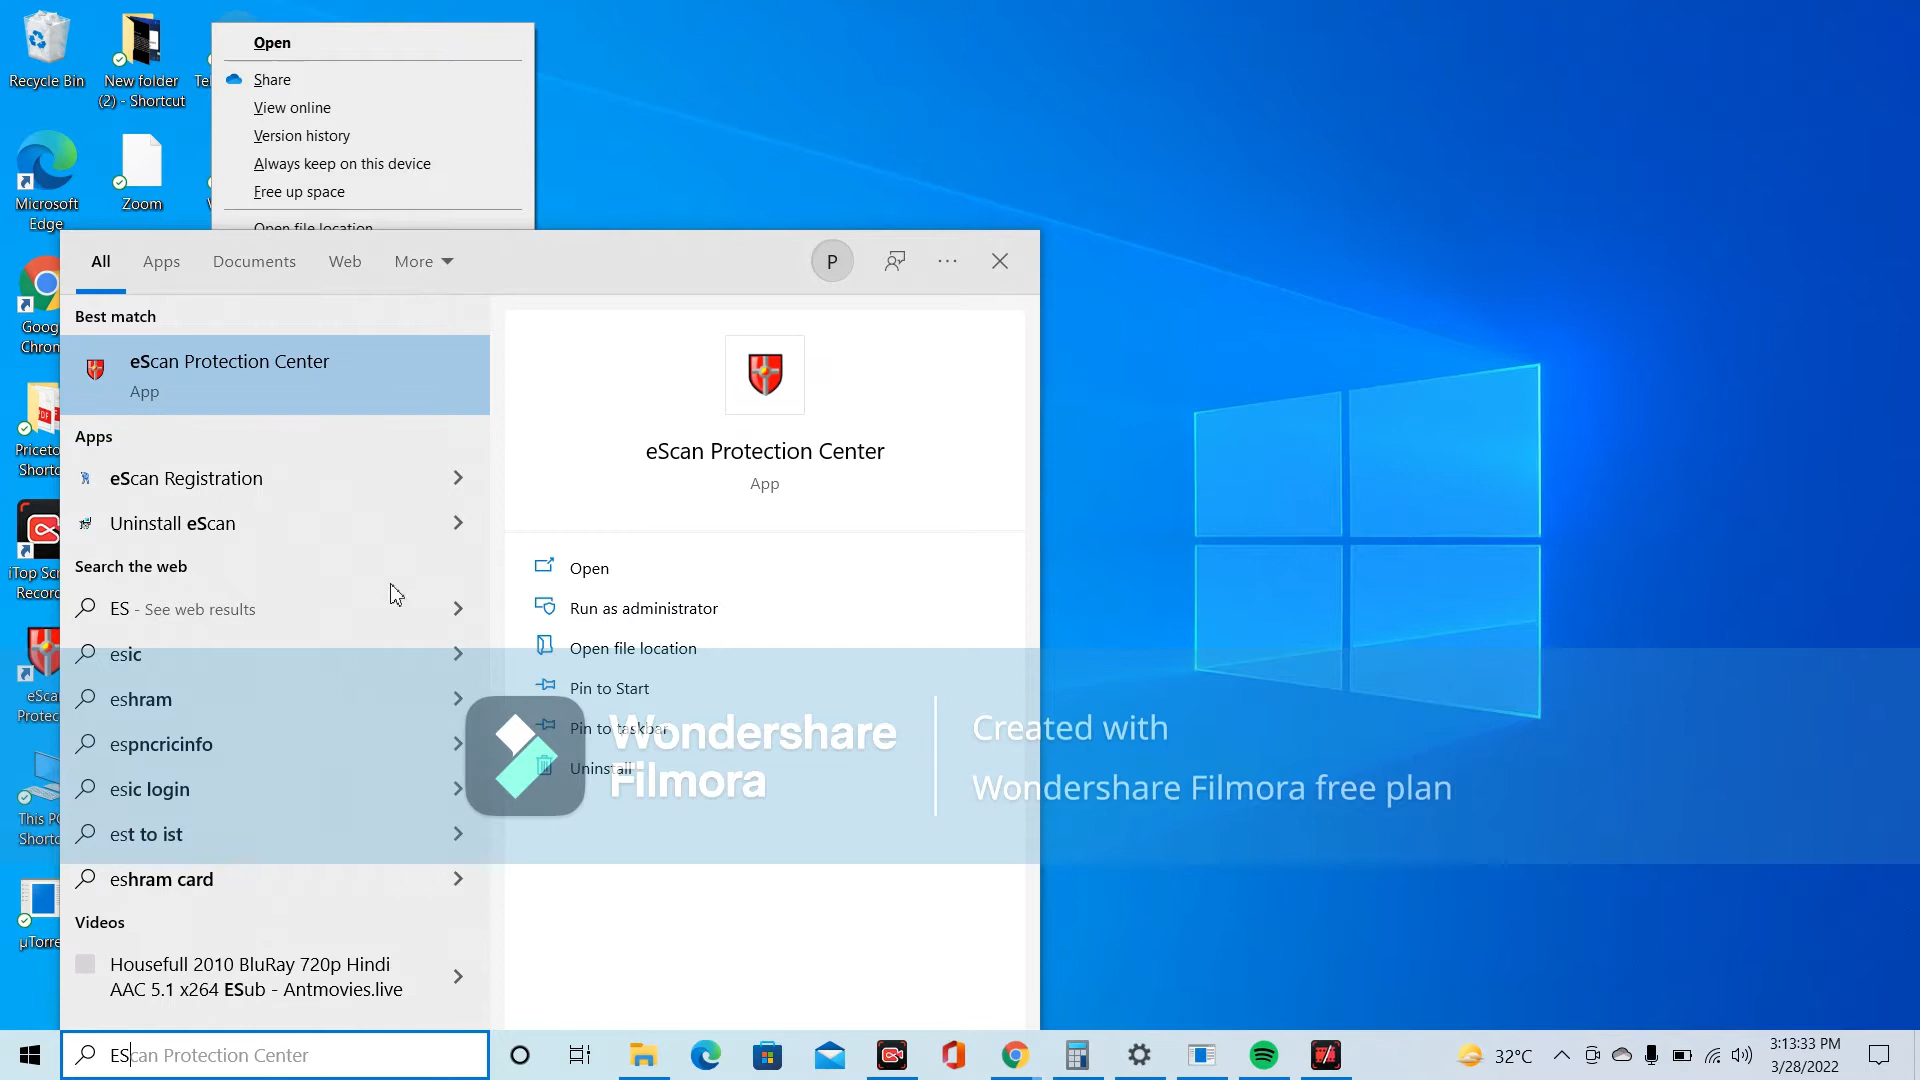 Recycle Bin
New folder
(2) - Shortcut
Open
Share
View online
Version history
Always keep on this device
Free up space
Open file location
Microsoft
Edge
Zoom
All
Apps
Documents
Web
More
P
Best match
eScan Protection Center
App
Apps
eScan Registration
Uninstall eScan
Search the web
ES - See web results
esic
eshram
espncricinfo
esic login
est to ist
eshram card
Videos
Housefull 2010 BluRay 720p Hindi
AAC 5.1 x264 ESub - Antmovies.live
eScan Protection Center
App
Open
Run as administrator
Open file location
Pin to Start
Pin to taskbar
Uninstall
Wondershare
Filmora
Created with
Wondershare Filmora free plan
EScan Protection Center
32°C
3:13:33 PM
3/28/2022